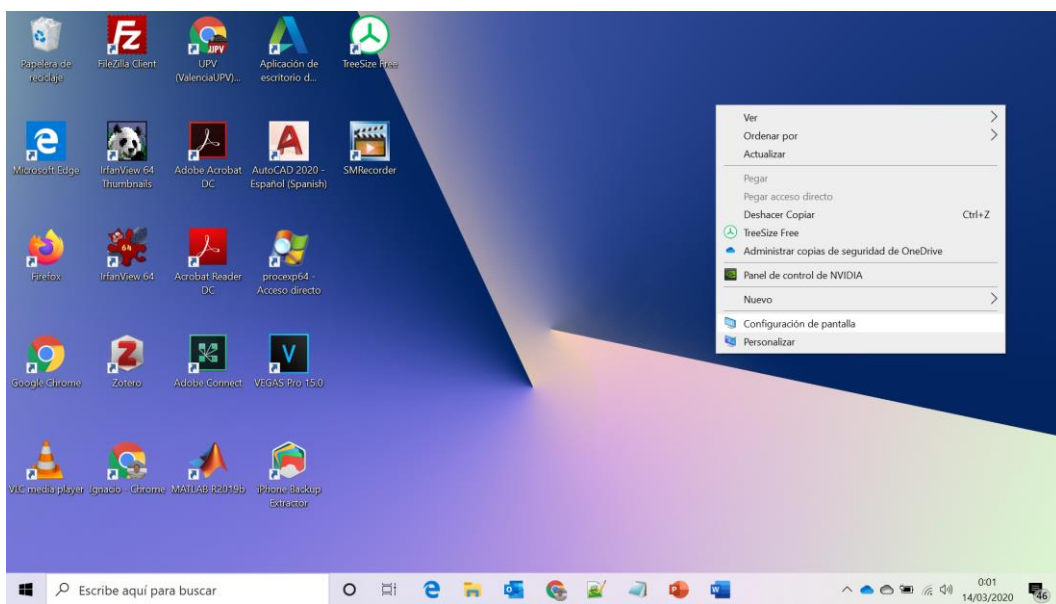 Papelera de
reciclaje
FileZilla Client
UPV
(ValenciaUPV)...
Aplicación de
escritorio d...
TreeSize Free
Microsoft Edge
IrfanView 64
Thumbnails
Adobe Acrobat
DC
AutoCAD 2020 -
Español (Spanish)
SMRecorder
Firefox
IrfanView 64
Acrobat Reader
DC
procexp64 -
Acceso directo
Google Chrome
Zotero
Adobe Connect
VEGAS Pro 15.0
VLC media player
Ignacio - Chrome
MATLAB R2019b
iPhone Backup
Extractor
Ver
Ordenar por
Actualizar
Pegar
Pegar acceso directo
Deshacer Copiar Ctrl+Z
TreeSize Free
Administrar copias de seguridad de OneDrive
Panel de control de NVIDIA
Nuevo
Configuración de pantalla
Personalizar
Escribe aquí para buscar
0:01
14/03/2020
46